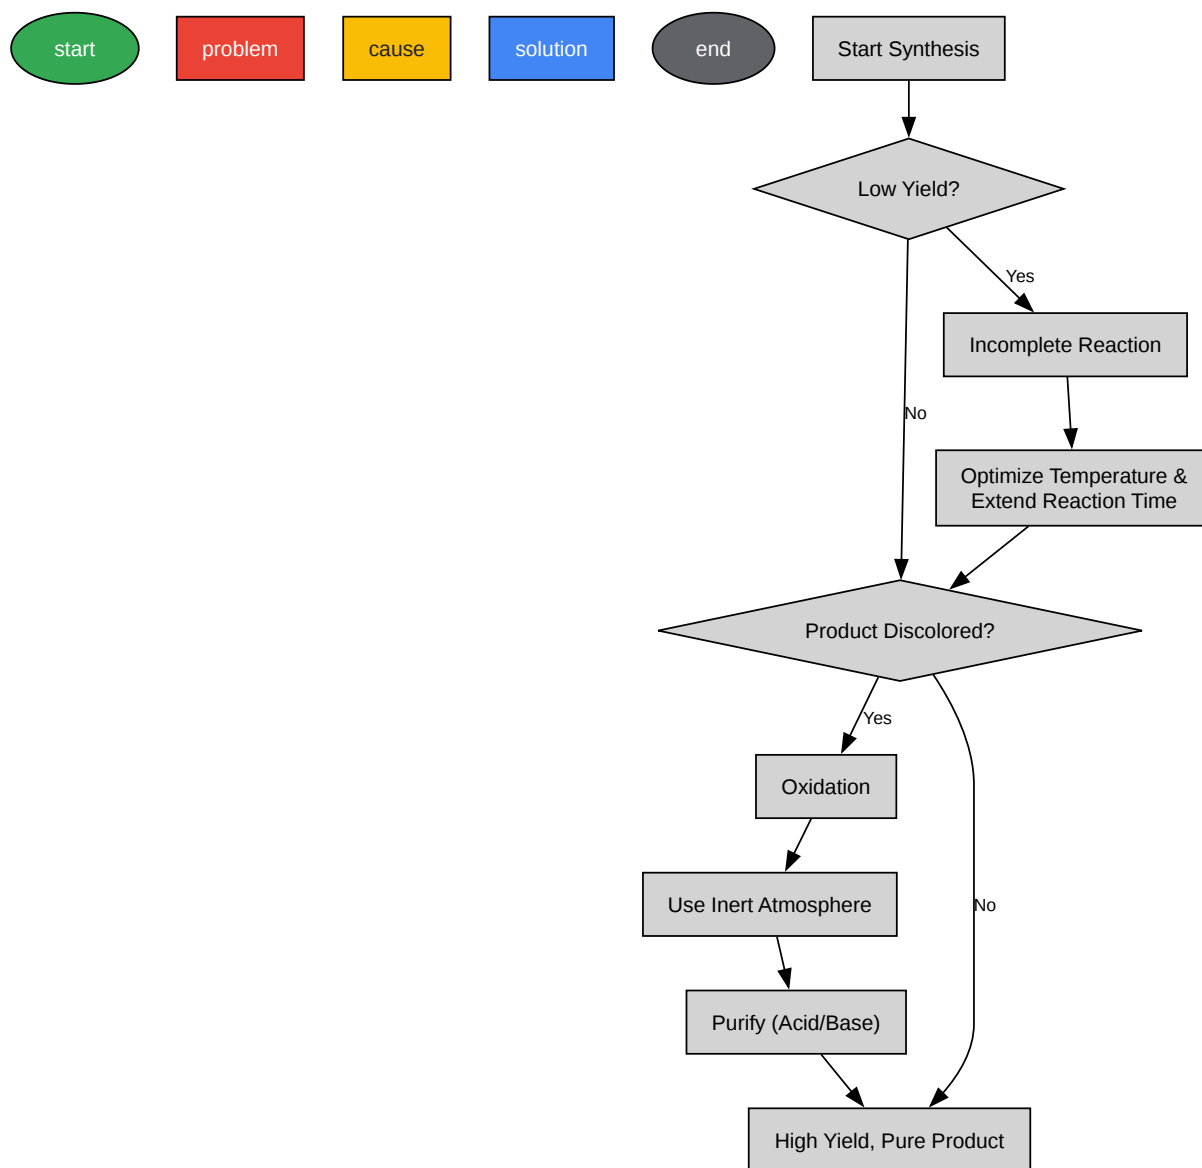 start
problem
cause
solution
end
Start Synthesis
Low Yield?
Yes
Incomplete Reaction
No
Optimize Temperature &
Extend Reaction Time
Product Discolored?
Yes
Oxidation
Use Inert Atmosphere
No
Purify (Acid/Base)
High Yield, Pure Product